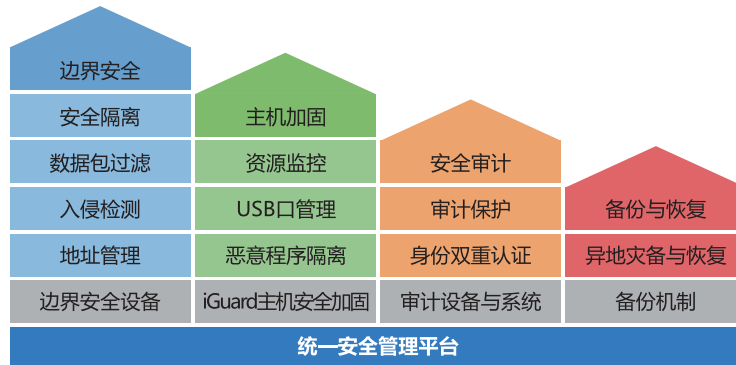 边界安全
安全隔离
主机加固
数据包过滤
资源监控
安全审计
入侵检测
USB口管理
审计保护
备份与恢复
地址管理
恶意程序隔离
身份双重认证
异地灾备与恢复
边界安全设备
iGuard主机安全加固
审计设备与系统
备份机制
统一安全管理平台